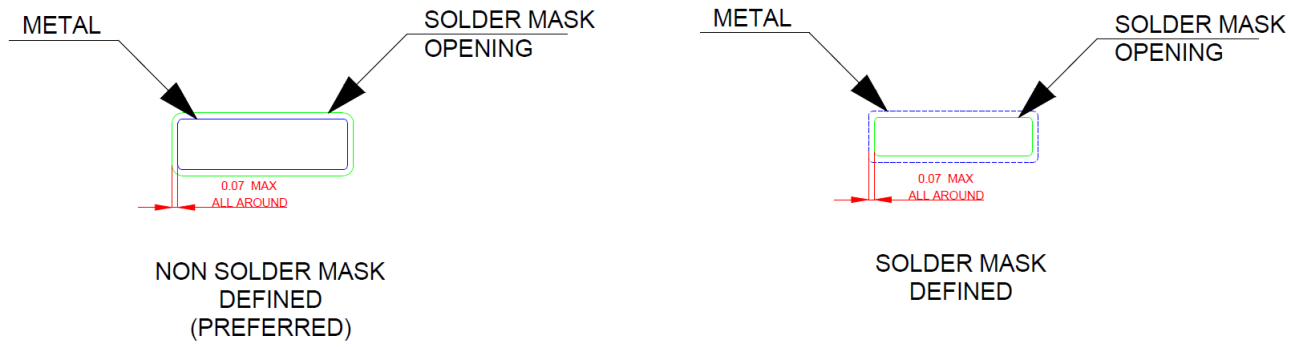 METAL
SOLDER MASK
OPENING
0.07 MAX
ALL AROUND
NON SOLDER MASK
DEFINED
(PREFERRED)
METAL
SOLDER MASK
OPENING
0.07 MAX
ALL AROUND
SOLDER MASK
DEFINED